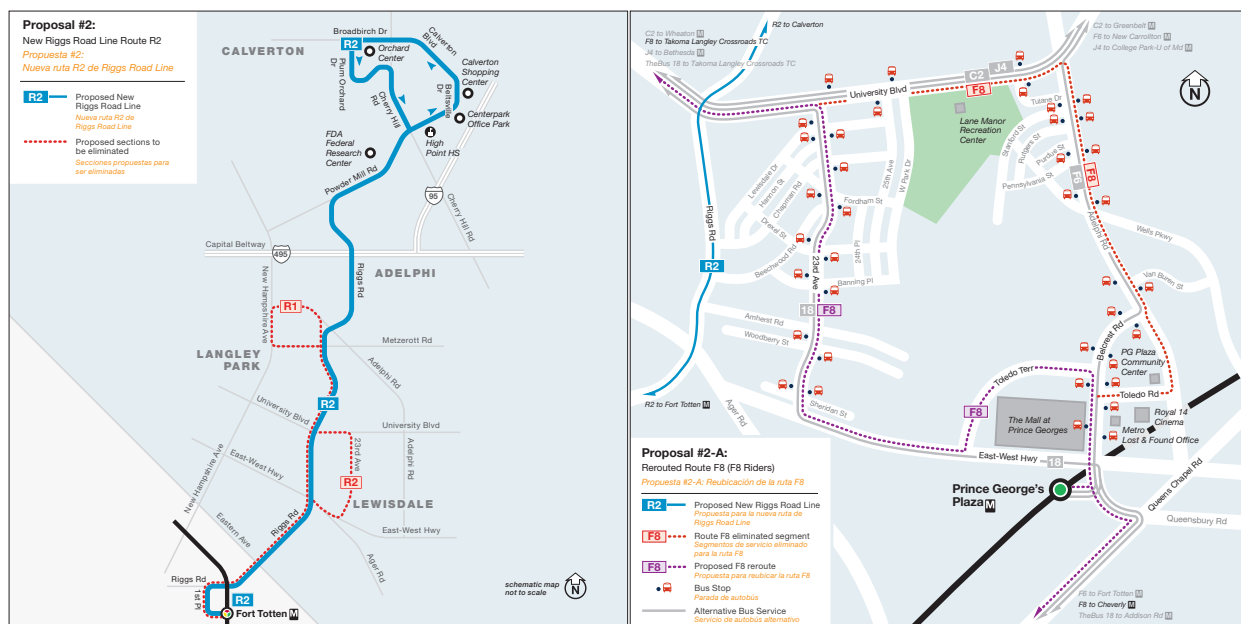 Proposal #2:
New Riggs Road Line Route R2
Propuesta #2:
Nueva ruta R2 de Riggs Road Line
R2
Proposed New
Riggs Road Line
Nueva ruta R2 de
Riggs Road Line
Proposed sections to
be eliminated
Secciones propuestas para
ser eliminadas
CALVERTON
Broadbirch Dr
R2
Orchard
Center
Calverton
Blvd
Plum Orchard
Dr
Cherry Hill
Rd
Beltsville
Dr
Calverton
Shopping
Center
Centerpark
Office Park
High
Point HS
FDA
Federal
Research
Center
Powder Mill Rd
95
Cherry Hill Rd
Capital Beltway
495
ADELPHI
New Hampshire Ave
Riggs Rd
R1
Metzerott Rd
LANGLEY
PARK
Adelphi Rd
R2
University Blvd
University Blvd
23rd Ave
Adelphi Rd
East-West Hwy
R2
LEWISDALE
New Hampshire Ave
Riggs Rd
East-West Hwy
Eastern Ave
Ager Rd
Riggs Rd
1st Pl
R2
Fort Totten M
schematic map
not to scale
N
R2 to Calverton
C2 to Wheaton M
F8 to Takoma Langley Crossroads TC
J4 to Bethesda M
TheBus 18 to Takoma Langley Crossroads TC
C2 to Greenbelt M
F6 to New Carrollton M
J4 to College Park-U of Md M
N
University Blvd
C2
J4
F8
Lane Manor
Recreation
Center
Tulane Dr
Stanford St
Rutgers St
Purdue St
Pennsylvania St
F8
F8
Adelphi Rd
Wells Pkwy
Van Buren St
Lewisdale Dr
Hannon St
Chapman Rd
Drexel St
Beechwood Rd
25th Ave
W Park Dr
Fordham St
24th Pl
Banning Pl
23rd Ave
Riggs Rd
R2
18
F8
Amherst Rd
Woodberry St
Sheridan St
R2 to Fort Totten M
Ager Rd
Belcrest Rd
PG Plaza
Community
Center
Toledo Terr
Toledo Rd
F8
The Mall at
Prince Georges
Royal 14
Cinema
Metro
Lost & Found Office
East-West Hwy
18
Prince George's
Plaza M
Queens Chapel Rd
Queensbury Rd
Proposal #2-A:
Rerouted Route F8 (F8 Riders)
Propuesta #2-A: Reubicación de la ruta F8
R2
Proposed New Riggs Road Line
Propuesta para la nueva ruta de
Riggs Road Line
F8
Route F8 eliminated segment
Segmentos de servicio eliminado
para la ruta F8
F8
Proposed F8 reroute
Propuesta para reubicar la ruta F8
Bus Stop
Parada de autobús
Alternative Bus Service
Servicio de autobús alternativo
F6 to Fort Totten M
F8 to Cheverly M
TheBus 18 to Addison Rd M